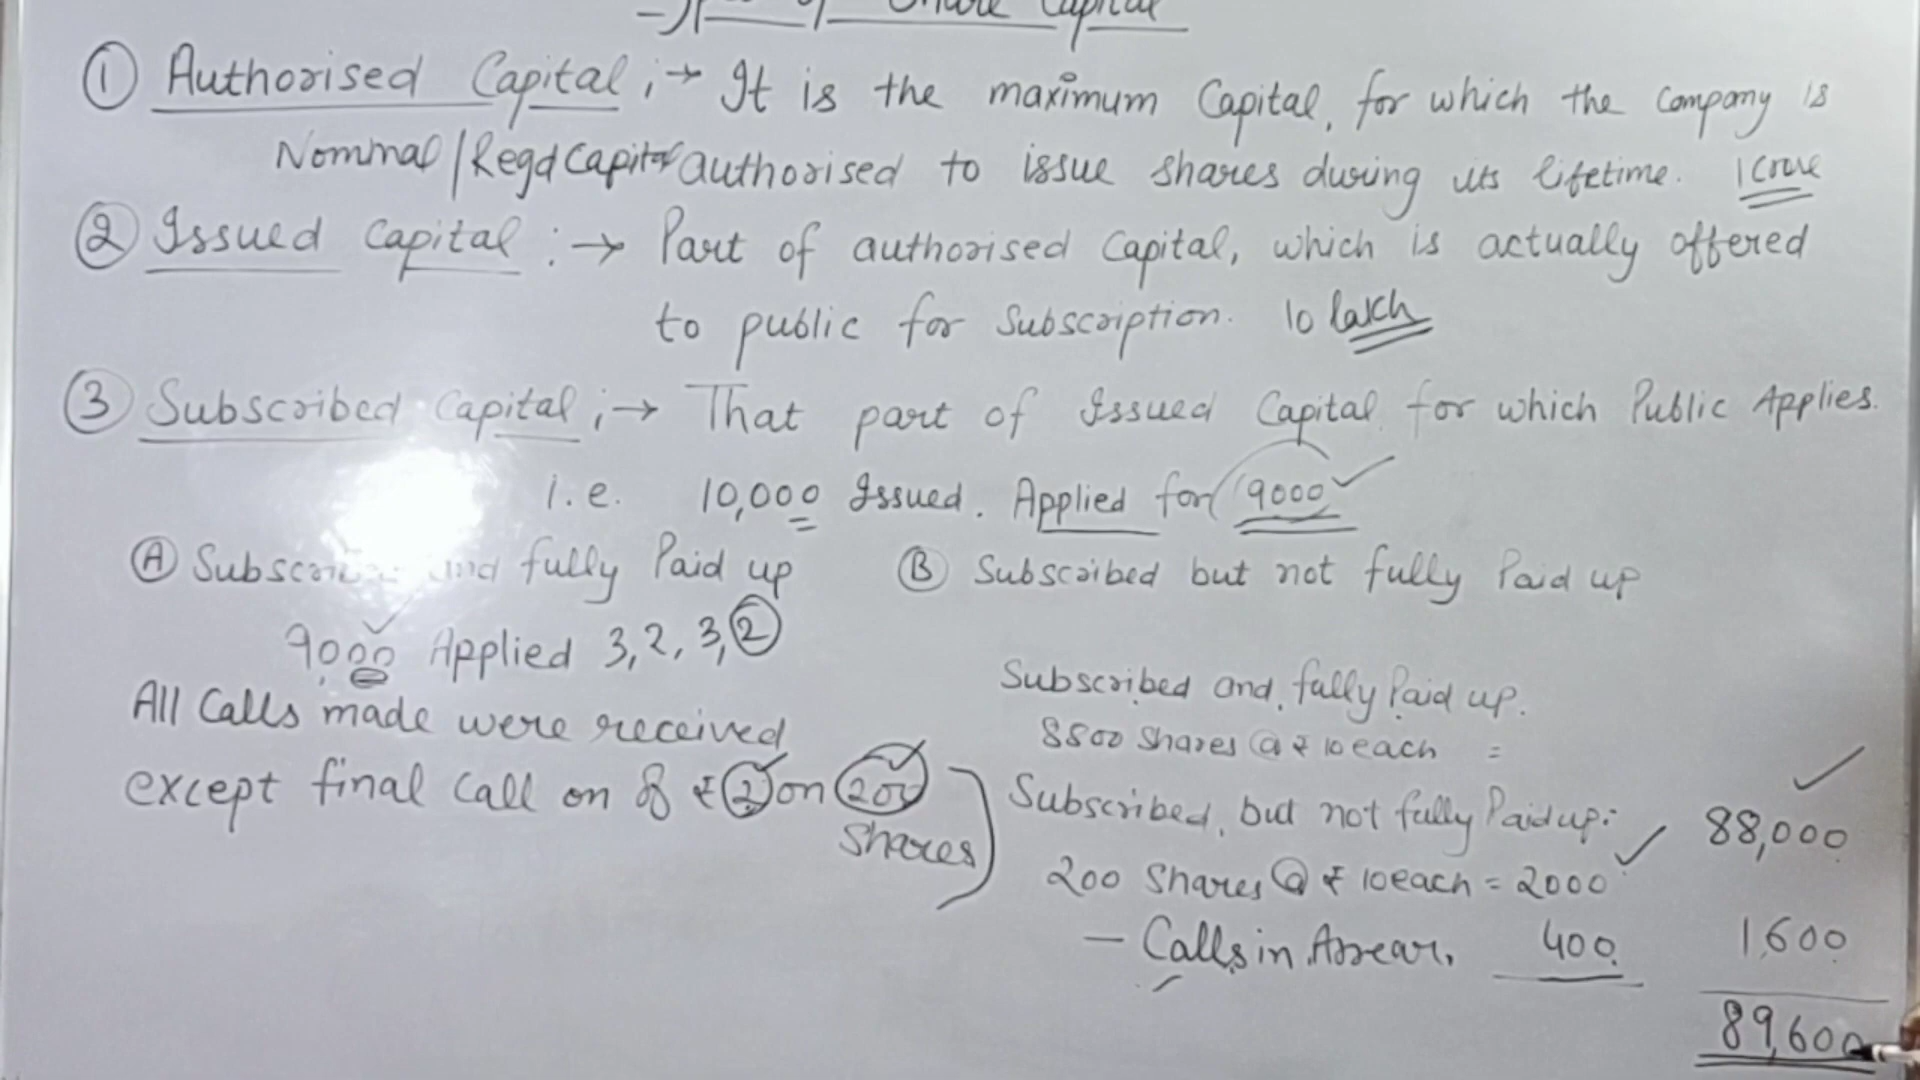 Share Capital
① Authorised Capital :→ It is the maximum Capital, for which the Company is
Nominal / Regd Capital authorised to issue shares during its lifetime. 1 Crore
② Issued Capital :→ Part of authorised Capital, which is actually offered
to public for Subscription. 10 lakh
③ Subscribed Capital :→ That part of Issued Capital for which Public Applies.
i.e. 10,000 Issued. Applied for 9000 ✓
Ⓐ and fully Paid up
Ⓑ Subscribed but not fully Paid up
9000 Applied 3, 2, 3, ②
All Calls made were received
except final Call on of ₹ ② on 200
shares
Subscribed and fully Paid up.
8800 Shares @ ₹ 10 each =
Subscribed, but not fully Paid up: 88,000
200 Shares @ ₹ 10 each = 2000
- Calls in Arrear. 400 1,600
89,600